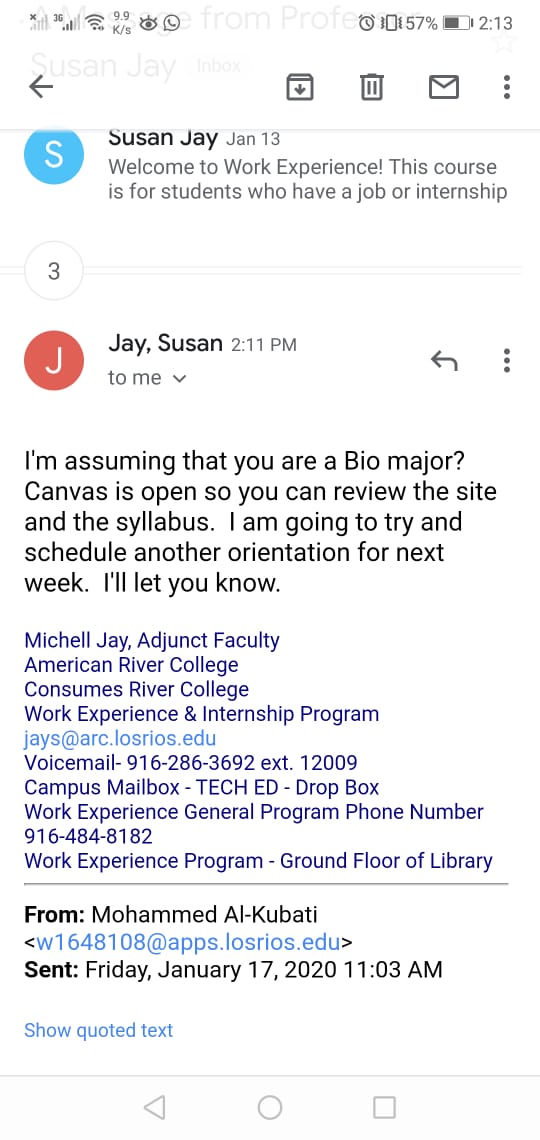 A Message from Profe
3G 9.9 K/s 57% 2:13
Susan Jay Inbox
S
Susan Jay Jan 13
Welcome to Work Experience! This course
is for students who have a job or internship
3
J
Jay, Susan 2:11 PM
to me
I'm assuming that you are a Bio major?
Canvas is open so you can review the site
and the syllabus.  I am going to try and
schedule another orientation for next
week.  I'll let you know.
Michell Jay, Adjunct Faculty
American River College
Consumes River College
Work Experience & Internship Program
jays@arc.losrios.edu
Voicemail- 916-286-3692 ext. 12009
Campus Mailbox - TECH ED - Drop Box
Work Experience General Program Phone Number
916-484-8182
Work Experience Program - Ground Floor of Library
From: Mohammed Al-Kubati
<w1648108@apps.losrios.edu>
Sent: Friday, January 17, 2020 11:03 AM
Show quoted text